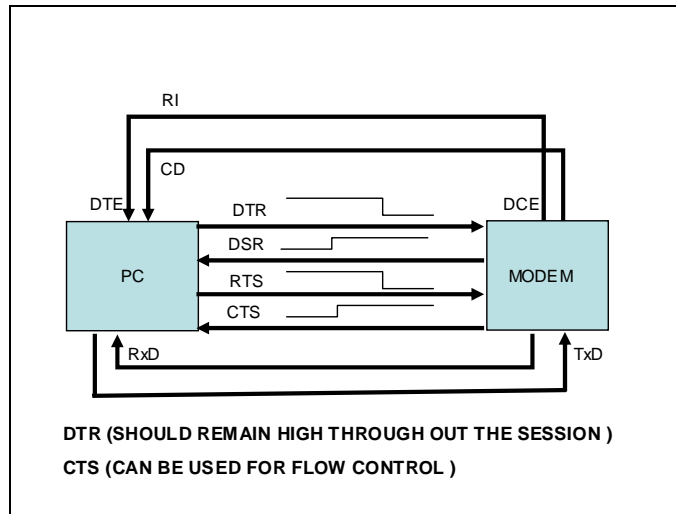 RI
CD
DTE
DCE
DTR
DSR
PC
MODEM
RTS
CTS
RxD
TxD
DTR (SHOULD REMAIN HIGH THROUGH OUT THE SESSION )
CTS (CAN BE USED FOR FLOW CONTROL )